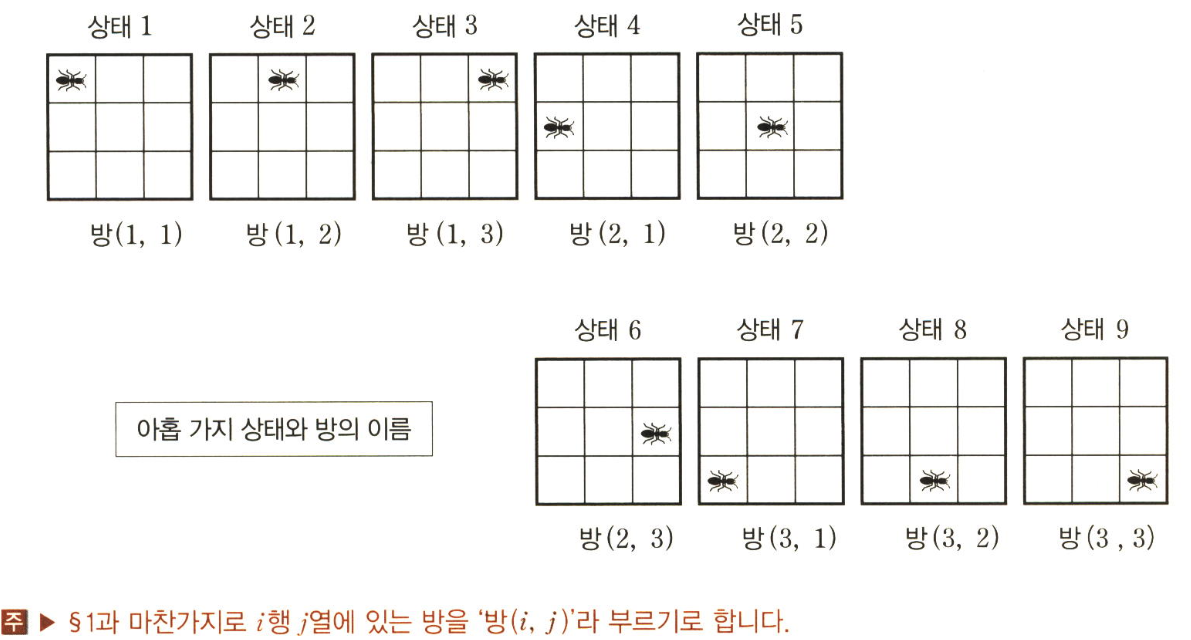 상태 1 상태 2 상태 3 상태 4 상태 5
방(1, 1) 방(1, 2) 방(1, 3) 방(2, 1) 방(2, 2)
상태 6 상태 7 상태 8 상태 9
아홉 가지 상태와 방의 이름
방(2, 3) 방(3, 1) 방(3, 2) 방(3 , 3)
주 ▶ §1과 마찬가지로 i행 j열에 있는 방을 ‘방(i, j)’라 부르기로 합니다.